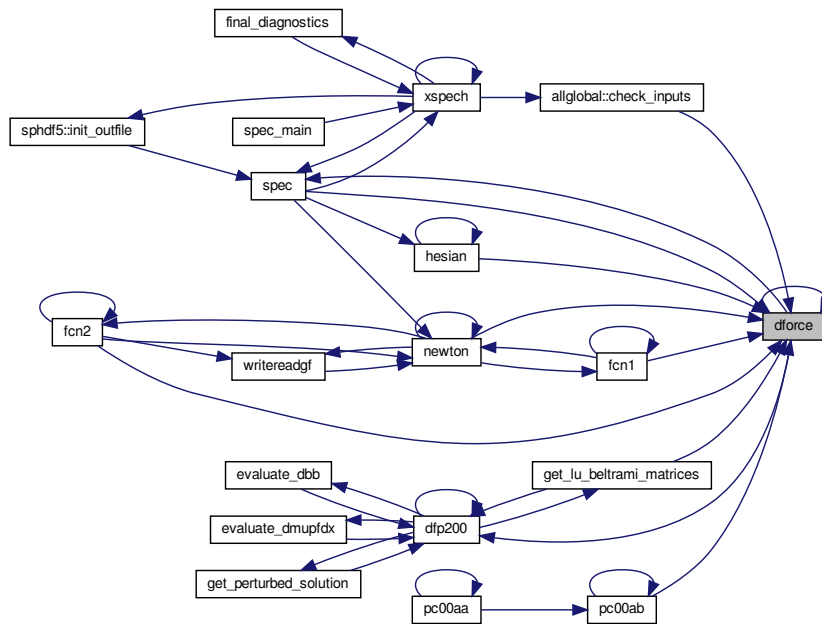 final_diagnostics
xspech
allglobal::check_inputs
sphdf5::init_outfile
spec_main
spec
hesian
dforce
fcn2
newton
writereadgf
fcn1
evaluate_dbb
get_lu_beltrami_matrices
evaluate_dmupfdx
dfp200
get_perturbed_solution
pc00aa
pc00ab